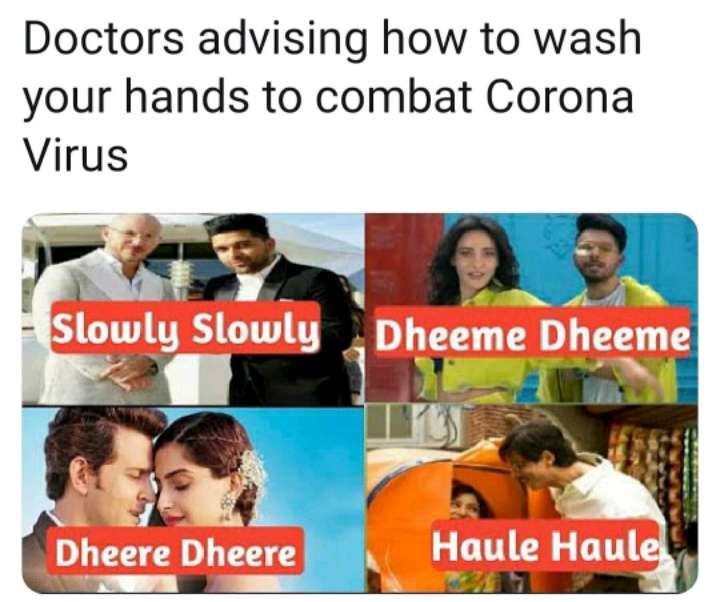 Doctors advising how to wash
your hands to combat Corona
Virus
Slowly Slowly
Dheeme Dheeme
Dheere Dheere
Haule Haule